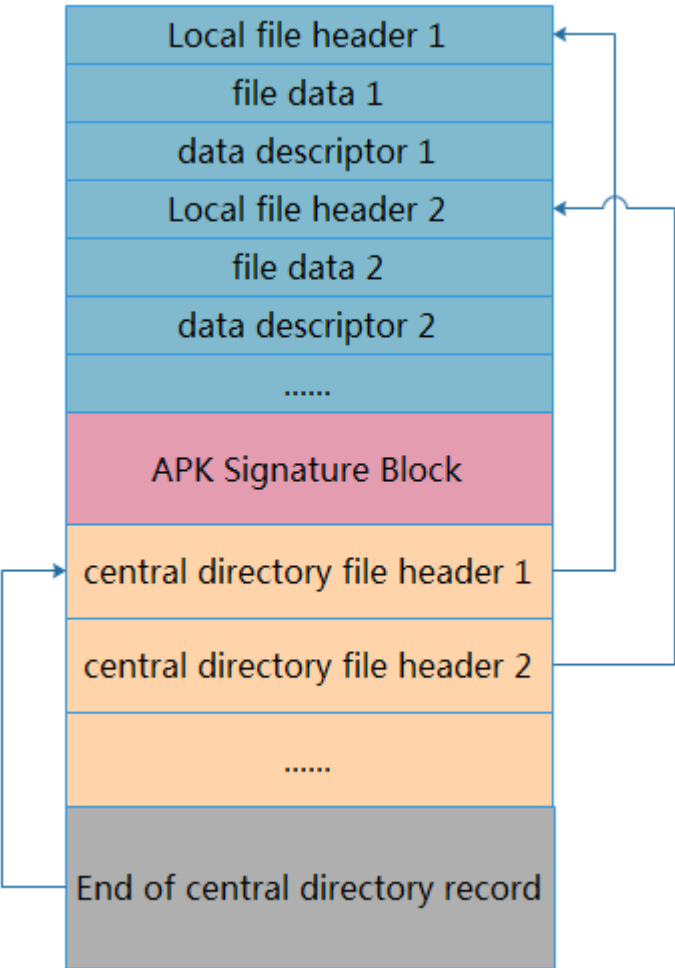 Local file header 1
file data 1
data descriptor 1
Local file header 2
file data 2
data descriptor 2
......
APK Signature Block
central directory file header 1
central directory file header 2
......
End of central directory record